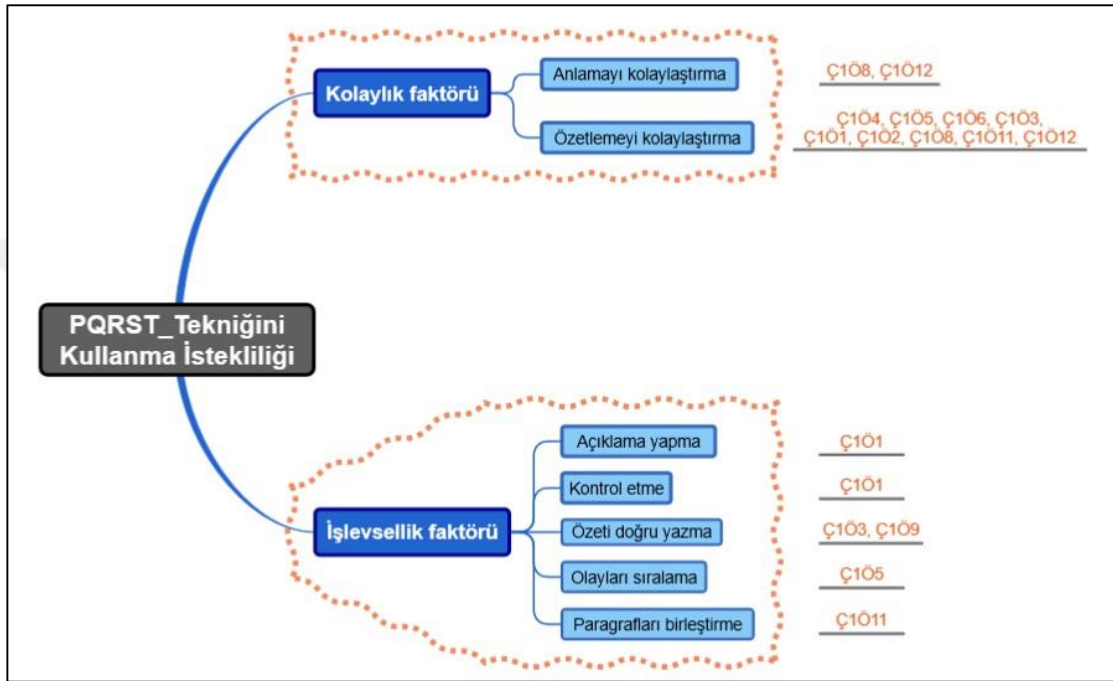 Kolaylık faktörü
Anlamayı kolaylaştırma
Ç1Ö8, Ç1Ö12
Özetlemeyi kolaylaştırma
Ç1Ö4, Ç1Ö5, Ç1Ö6, Ç1Ö3,
Ç1Ö1, Ç1Ö2, Ç1Ö8, Ç1Ö11, Ç1Ö12
PQRST_Tekniğini
Kullanma İstekliliği
İşlevsellik faktörü
Açıklama yapma
Ç1Ö1
Kontrol etme
Ç1Ö1
Özeti doğru yazma
Ç1Ö3, Ç1Ö9
Olayları sıralama
Ç1Ö5
Paragrafları birleştirme
Ç1Ö11